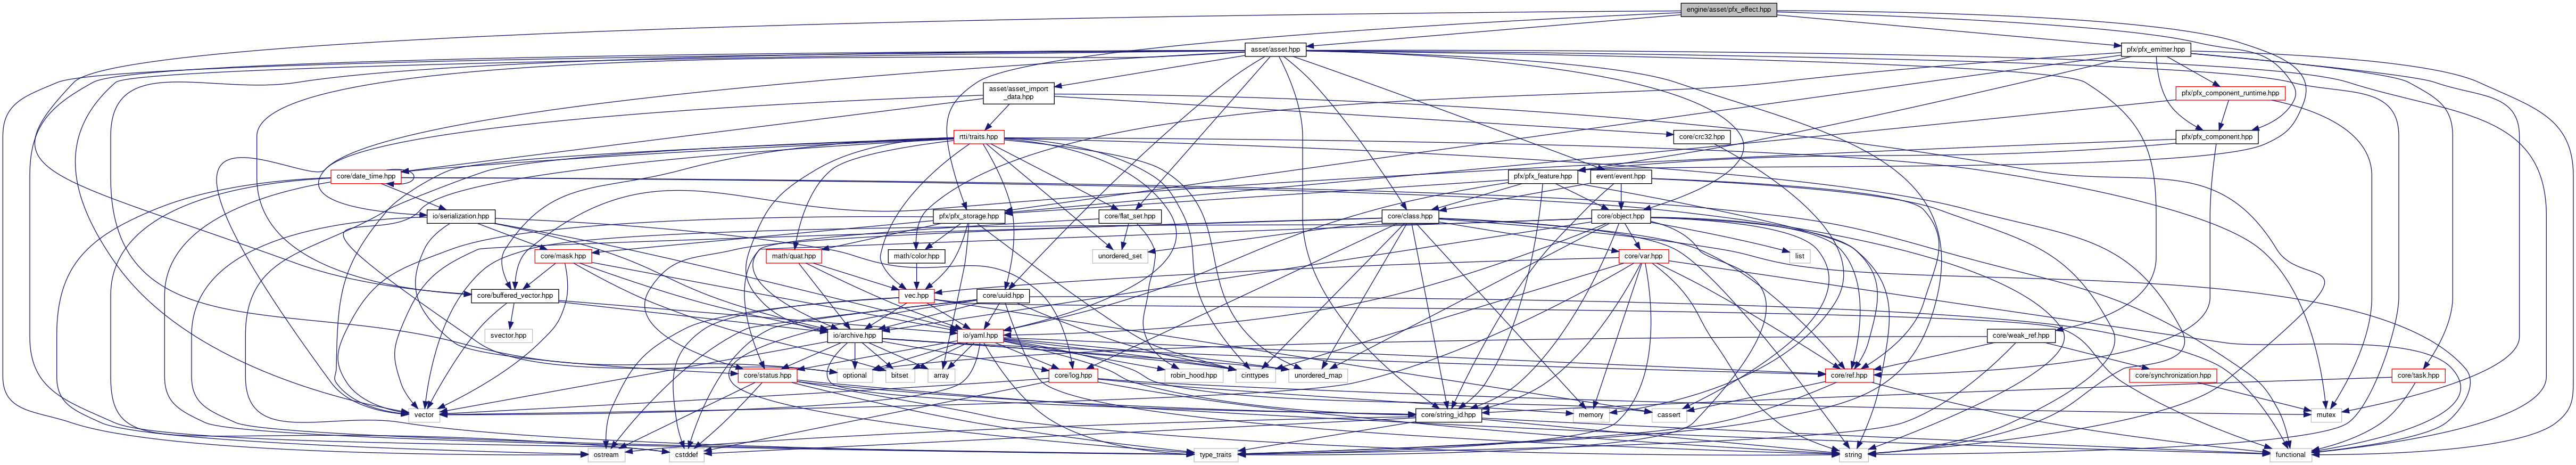 engine/asset/pfx_effect.hpp
asset/asset.hpp
pfx/pfx_emitter.hpp
asset/asset_import
_data.hpp
pfx/pfx_component_runtime.hpp
rtti/traits.hpp
core/crc32.hpp
pfx/pfx_component.hpp
core/date_time.hpp
pfx/pfx_feature.hpp
event/event.hpp
io/serialization.hpp
pfx/pfx_storage.hpp
core/flat_set.hpp
core/class.hpp
core/object.hpp
core/mask.hpp
math/quat.hpp
math/color.hpp
unordered_set
core/var.hpp
list
core/buffered_vector.hpp
vec.hpp
core/uuid.hpp
svector.hpp
io/archive.hpp
io/yaml.hpp
core/weak_ref.hpp
core/status.hpp
optional
bitset
array
core/log.hpp
robin_hood.hpp
cinttypes
unordered_map
core/ref.hpp
core/synchronization.hpp
core/task.hpp
vector
core/string_id.hpp
memory
cassert
mutex
ostream
cstddef
type_traits
string
functional